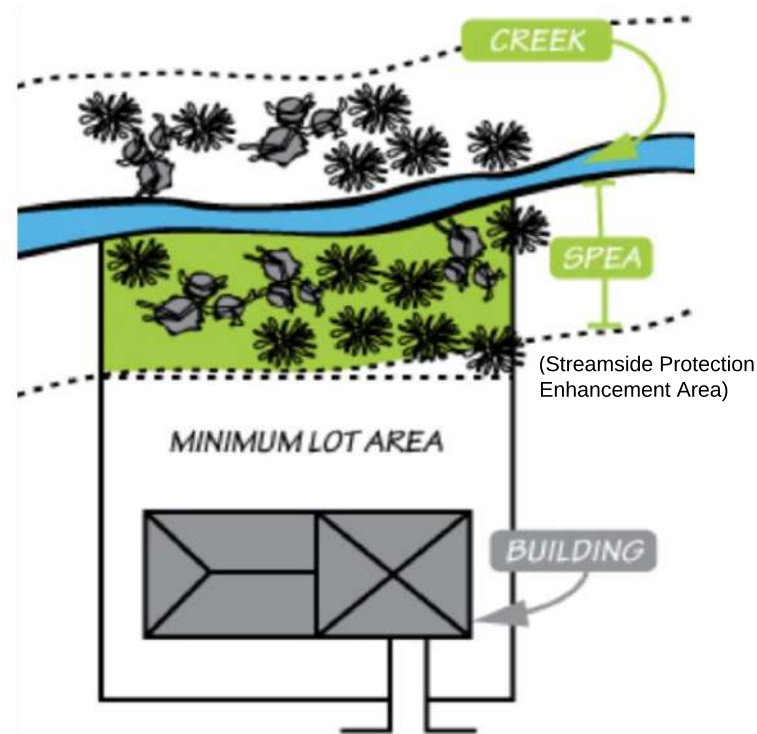 CREEK
SPEA
(Streamside Protection
Enhancement Area)
MINIMUM LOT AREA
BUILDING